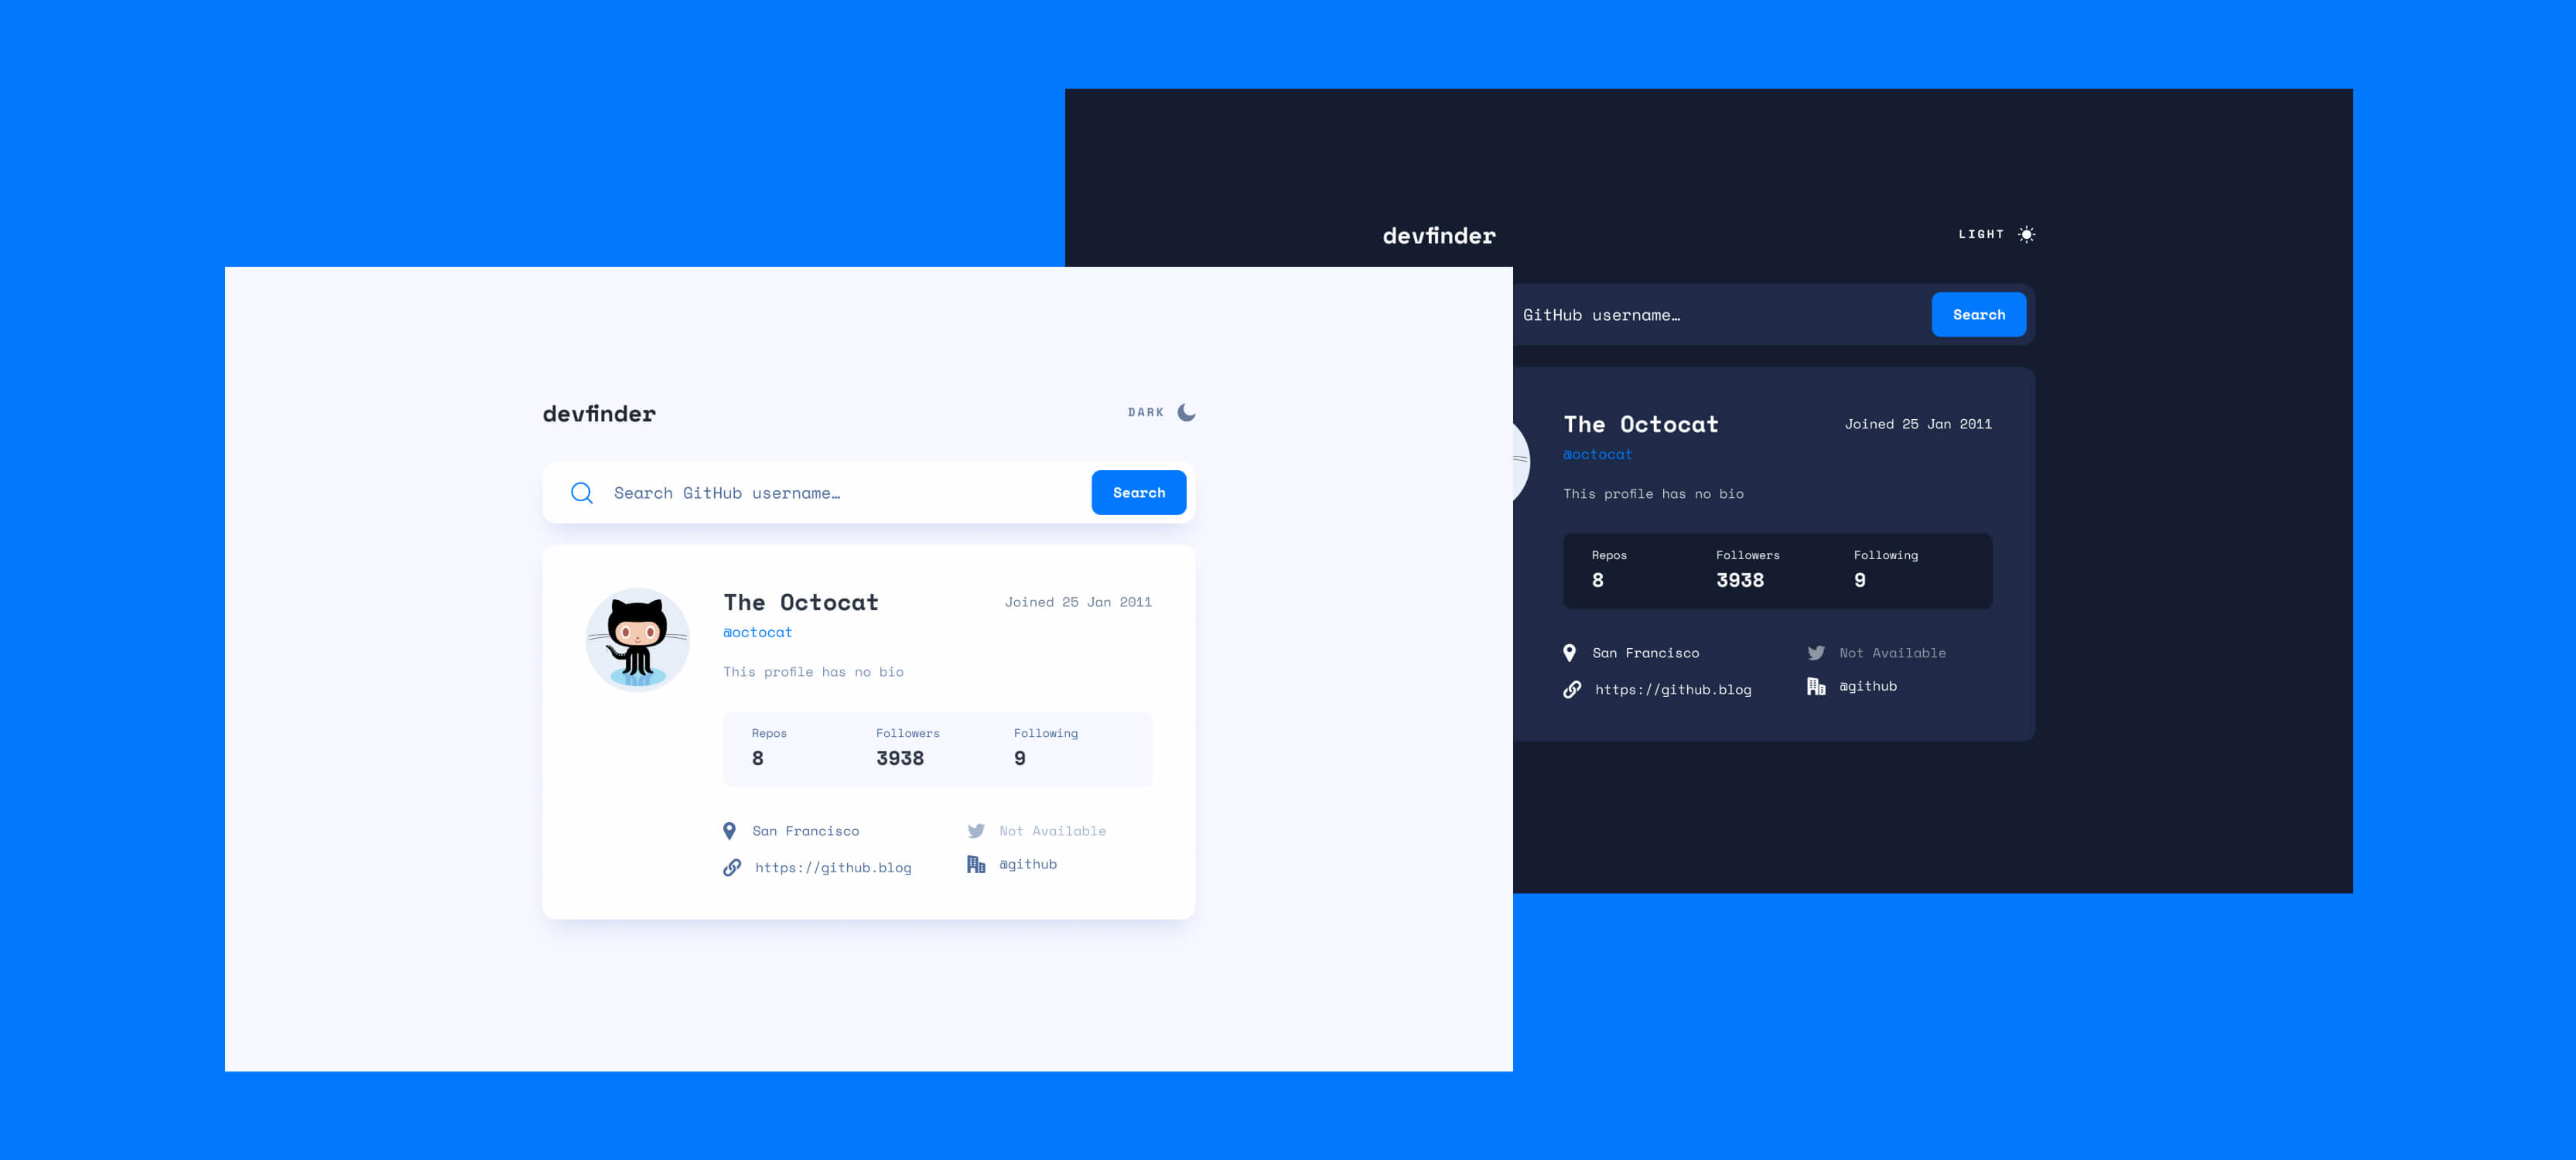 devfinder
DARK
Search GitHub username…
Search
The Octocat
Joined 25 Jan 2011
@octocat
This profile has no bio
Repos
Followers
Following
8
3938
9
San Francisco
Not Available
https://github.blog
@github
devfinder
LIGHT
GitHub username…
Search
The Octocat
Joined 25 Jan 2011
@octocat
This profile has no bio
Repos
Followers
Following
8
3938
9
San Francisco
Not Available
https://github.blog
@github